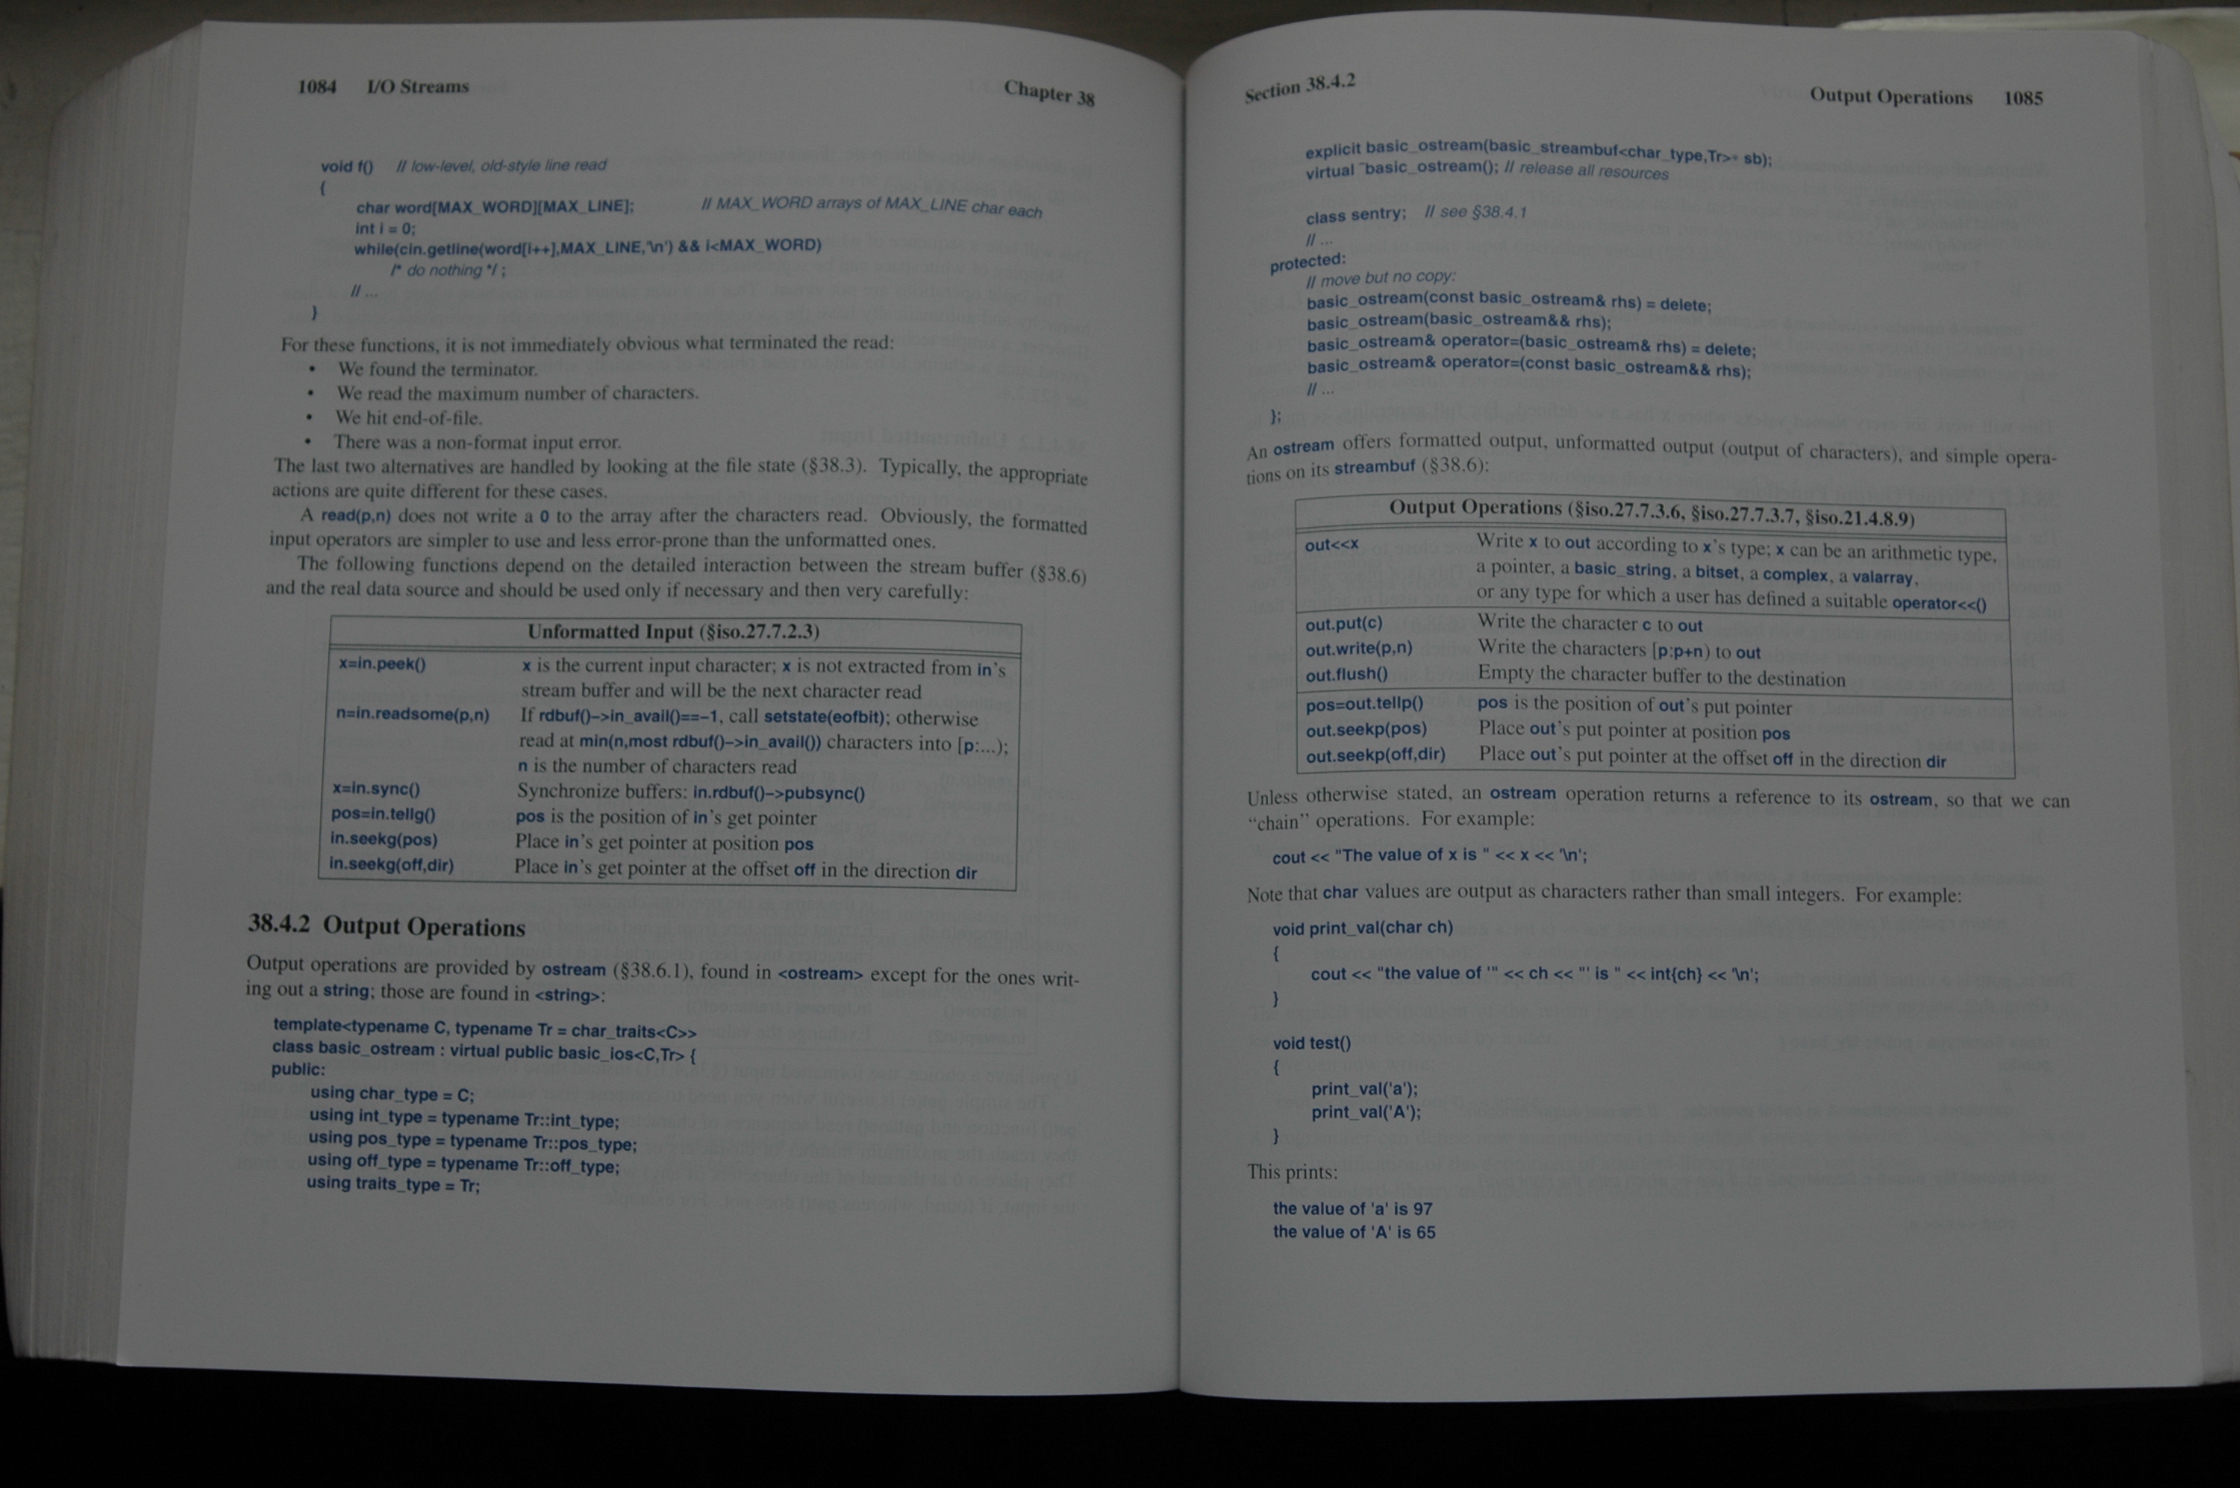 1084 I/O Streams Chapter 38
void f() // low-level, old-style line read
{
char word[MAX_WORD][MAX_LINE]; // MAX_WORD arrays of MAX_LINE char each
int i = 0;
while(cin.getline(word[i++],MAX_LINE,'\n') && i<MAX_WORD)
/* do nothing */ ;
// ...
}
For these functions, it is not immediately obvious what terminated the read:
• We found the terminator.
• We read the maximum number of characters.
• We hit end-of-file.
• There was a non-format input error.
The last two alternatives are handled by looking at the file state (§38.3). Typically, the appropriate
actions are quite different for these cases.
A read(p,n) does not write a 0 to the array after the characters read. Obviously, the formatted
input operators are simpler to use and less error-prone than the unformatted ones.
The following functions depend on the detailed interaction between the stream buffer (§38.6)
and the real data source and should be used only if necessary and then very carefully:
Unformatted Input (§iso.27.7.2.3)
x=in.peek() x is the current input character; x is not extracted from in's
stream buffer and will be the next character read
n=in.readsome(p,n) If rdbuf()->in_avail()==-1, call setstate(eofbit); otherwise
read at min(n,most rdbuf()->in_avail()) characters into [p:...);
n is the number of characters read
x=in.sync() Synchronize buffers: in.rdbuf()->pubsync()
pos=in.tellg() pos is the position of in's get pointer
in.seekg(pos) Place in's get pointer at position pos
in.seekg(off,dir) Place in's get pointer at the offset off in the direction dir
38.4.2 Output Operations
Output operations are provided by ostream (§38.6.1), found in <ostream> except for the ones writ-
ing out a string; those are found in <string>:
template<typename C, typename Tr = char_traits<C>>
class basic_ostream : virtual public basic_ios<C,Tr> {
public:
using char_type = C;
using int_type = typename Tr::int_type;
using pos_type = typename Tr::pos_type;
using off_type = typename Tr::off_type;
using traits_type = Tr;
Section 38.4.2 Output Operations 1085
explicit basic_ostream(basic_streambuf<char_type,Tr>* sb);
virtual ~basic_ostream(); // release all resources
class sentry; // see §38.4.1
// ...
protected:
// move but no copy:
basic_ostream(const basic_ostream& rhs) = delete;
basic_ostream(basic_ostream&& rhs);
basic_ostream& operator=(basic_ostream& rhs) = delete;
basic_ostream& operator=(const basic_ostream&& rhs);
// ...
};
An ostream offers formatted output, unformatted output (output of characters), and simple opera-
tions on its streambuf (§38.6):
Output Operations (§iso.27.7.3.6, §iso.27.7.3.7, §iso.21.4.8.9)
out<<x Write x to out according to x's type; x can be an arithmetic type,
a pointer, a basic_string, a bitset, a complex, a valarray,
or any type for which a user has defined a suitable operator<<()
out.put(c) Write the character c to out
out.write(p,n) Write the characters [p:p+n) to out
out.flush() Empty the character buffer to the destination
pos=out.tellp() pos is the position of out's put pointer
out.seekp(pos) Place out's put pointer at position pos
out.seekp(off,dir) Place out's put pointer at the offset off in the direction dir
Unless otherwise stated, an ostream operation returns a reference to its ostream, so that we can
“chain” operations. For example:
cout << "The value of x is " << x << '\n';
Note that char values are output as characters rather than small integers. For example:
void print_val(char ch)
{
cout << "the value of '" << ch << "' is " << int{ch} << '\n';
}
void test()
{
print_val('a');
print_val('A');
}
This prints:
the value of 'a' is 97
the value of 'A' is 65